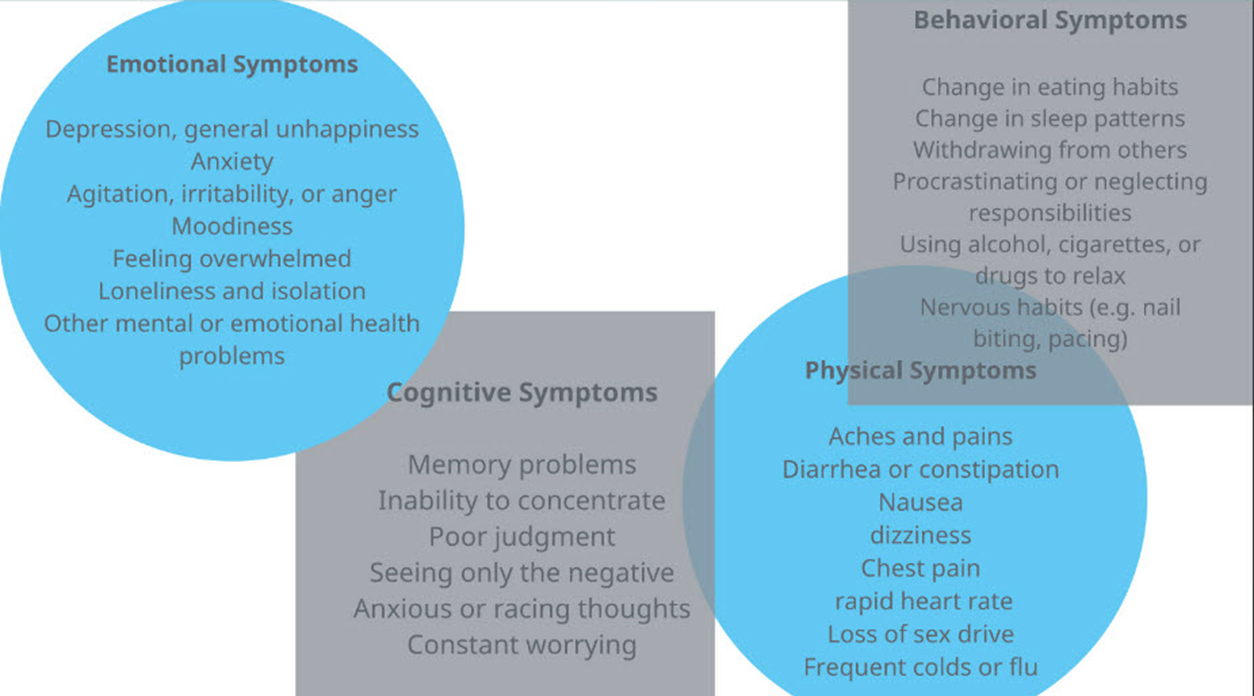 Emotional Symptoms
Depression, general unhappiness
Anxiety
Agitation, irritability, or anger
Moodiness
Feeling overwhelmed
Loneliness and isolation
Other mental or emotional health
problems
Cognitive Symptoms
Memory problems
Inability to concentrate
Poor judgment
Seeing only the negative
Anxious or racing thoughts
Constant worrying
Behavioral Symptoms
Change in eating habits
Change in sleep patterns
Withdrawing from others
Procrastinating or neglecting
responsibilities
Using alcohol, cigarettes, or
drugs to relax
Nervous habits (e.g. nail
biting, pacing)
Physical Symptoms
Aches and pains
Diarrhea or constipation
Nausea
dizziness
Chest pain
rapid heart rate
Loss of sex drive
Frequent colds or flu